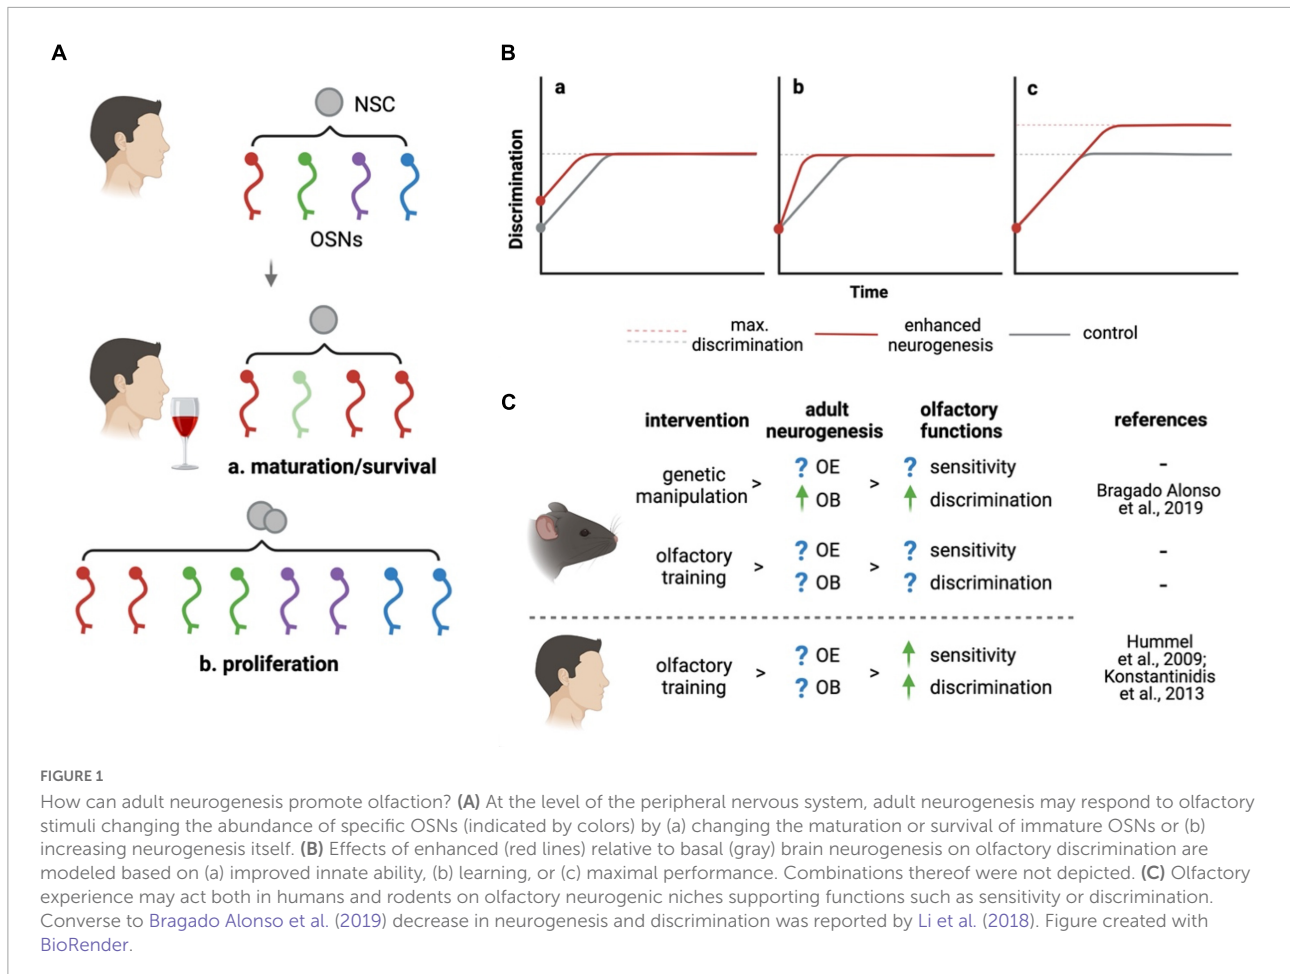 A
NSC
OSNs
a. maturation/survival
b. proliferation
B
a
b
c
Discrimination
Time
max.
discrimination
enhanced
neurogenesis
control
C
intervention
adult
neurogenesis
olfactory
functions
references
genetic
manipulation
>
? OE
↑ OB
>
? sensitivity
↑ discrimination
-
Bragado Alonso
et al., 2019
olfactory
training
>
? OE
? OB
>
? sensitivity
? discrimination
-
-
olfactory
training
>
? OE
? OB
>
↑ sensitivity
↑ discrimination
Hummel
et al., 2009;
Konstantinidis
et al., 2013
FIGURE 1
How can adult neurogenesis promote olfaction? (A) At the level of the peripheral nervous system, adult neurogenesis may respond to olfactory
stimuli changing the abundance of specific OSNs (indicated by colors) by (a) changing the maturation or survival of immature OSNs or (b)
increasing neurogenesis itself. (B) Effects of enhanced (red lines) relative to basal (gray) brain neurogenesis on olfactory discrimination are
modeled based on (a) improved innate ability, (b) learning, or (c) maximal performance. Combinations thereof were not depicted. (C) Olfactory
experience may act both in humans and rodents on olfactory neurogenic niches supporting functions such as sensitivity or discrimination.
Converse to Bragado Alonso et al. (2019) decrease in neurogenesis and discrimination was reported by Li et al. (2018). Figure created with
BioRender.